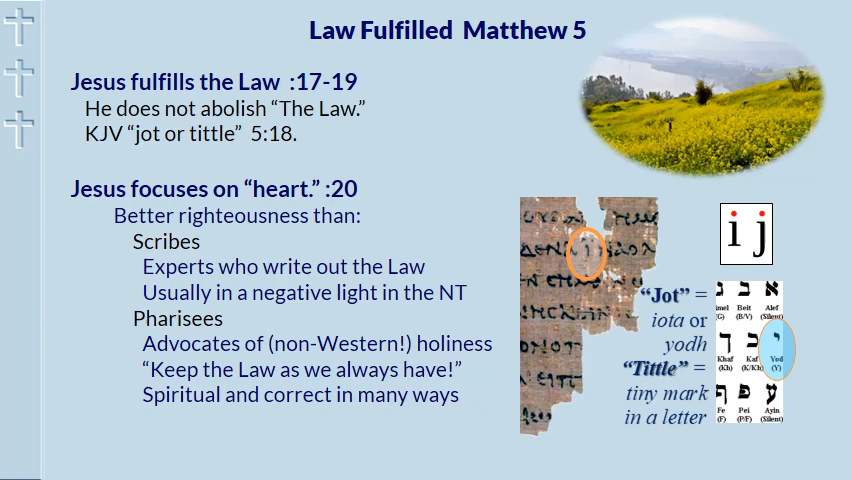 Law Fulfilled Matthew 5
Jesus fulfills the Law :17-19
He does not abolish “The Law.”
KJV “jot or tittle” 5:18.
Jesus focuses on “heart.” :20
Better righteousness than:
Scribes
Experts who write out the Law
Usually in a negative light in the NT
Pharisees
Advocates of (non-Western!) holiness
“Keep the Law as we always have!”
Spiritual and correct in many ways
i j
“Jot” =
iota or
yodh
“Tittle” =
tiny mark
in a letter
ג ב א
Beit Alef
(G) (B/V) (Silent)
ך כ י
Khaf Kaf Yod
(Kh) (K/Kh) (Y)
ף פ ע
Fe Pei Ayin
(F) (P/F) (Silent)